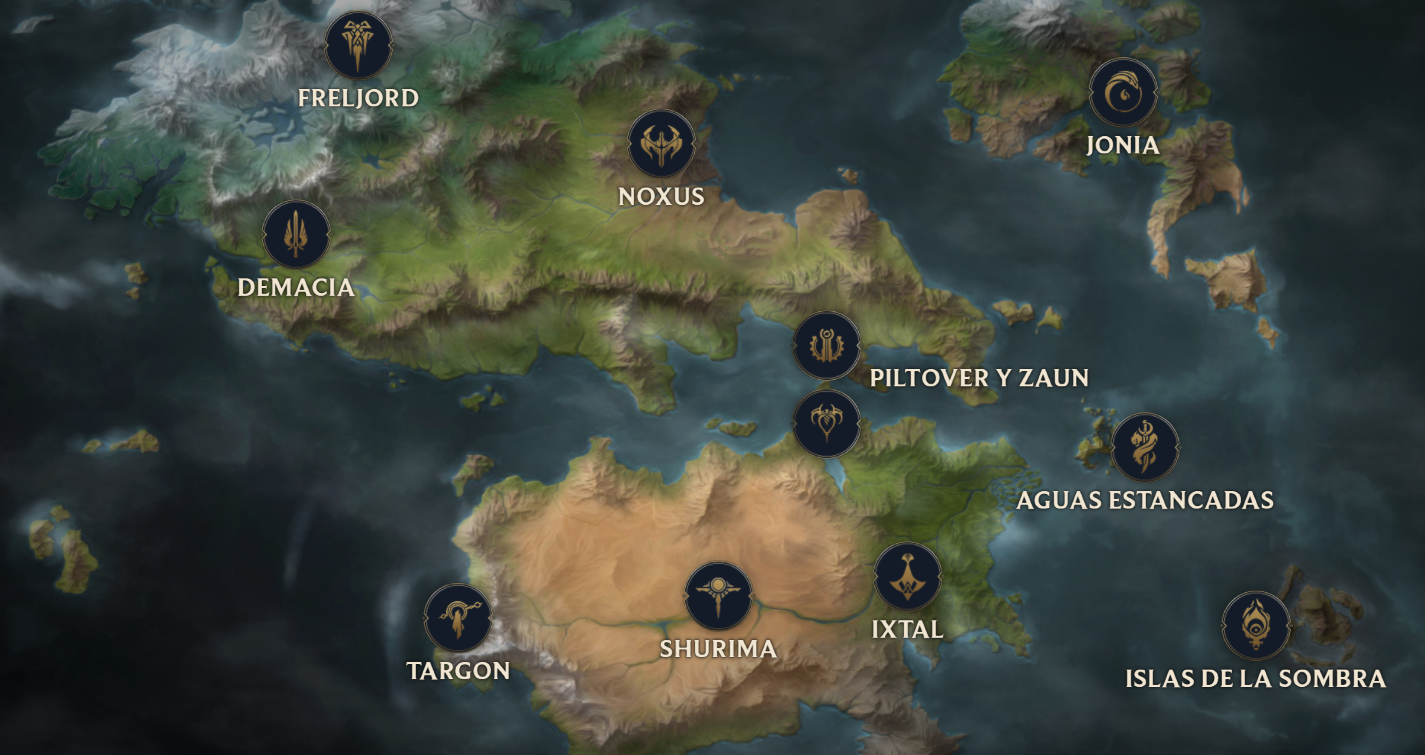 FRELJORD
JONIA
NOXUS
DEMACIA
PILTOVER Y ZAUN
AGUAS ESTANCADAS
IXTAL
SHURIMA
TARGON
ISLAS DE LA SOMBRA